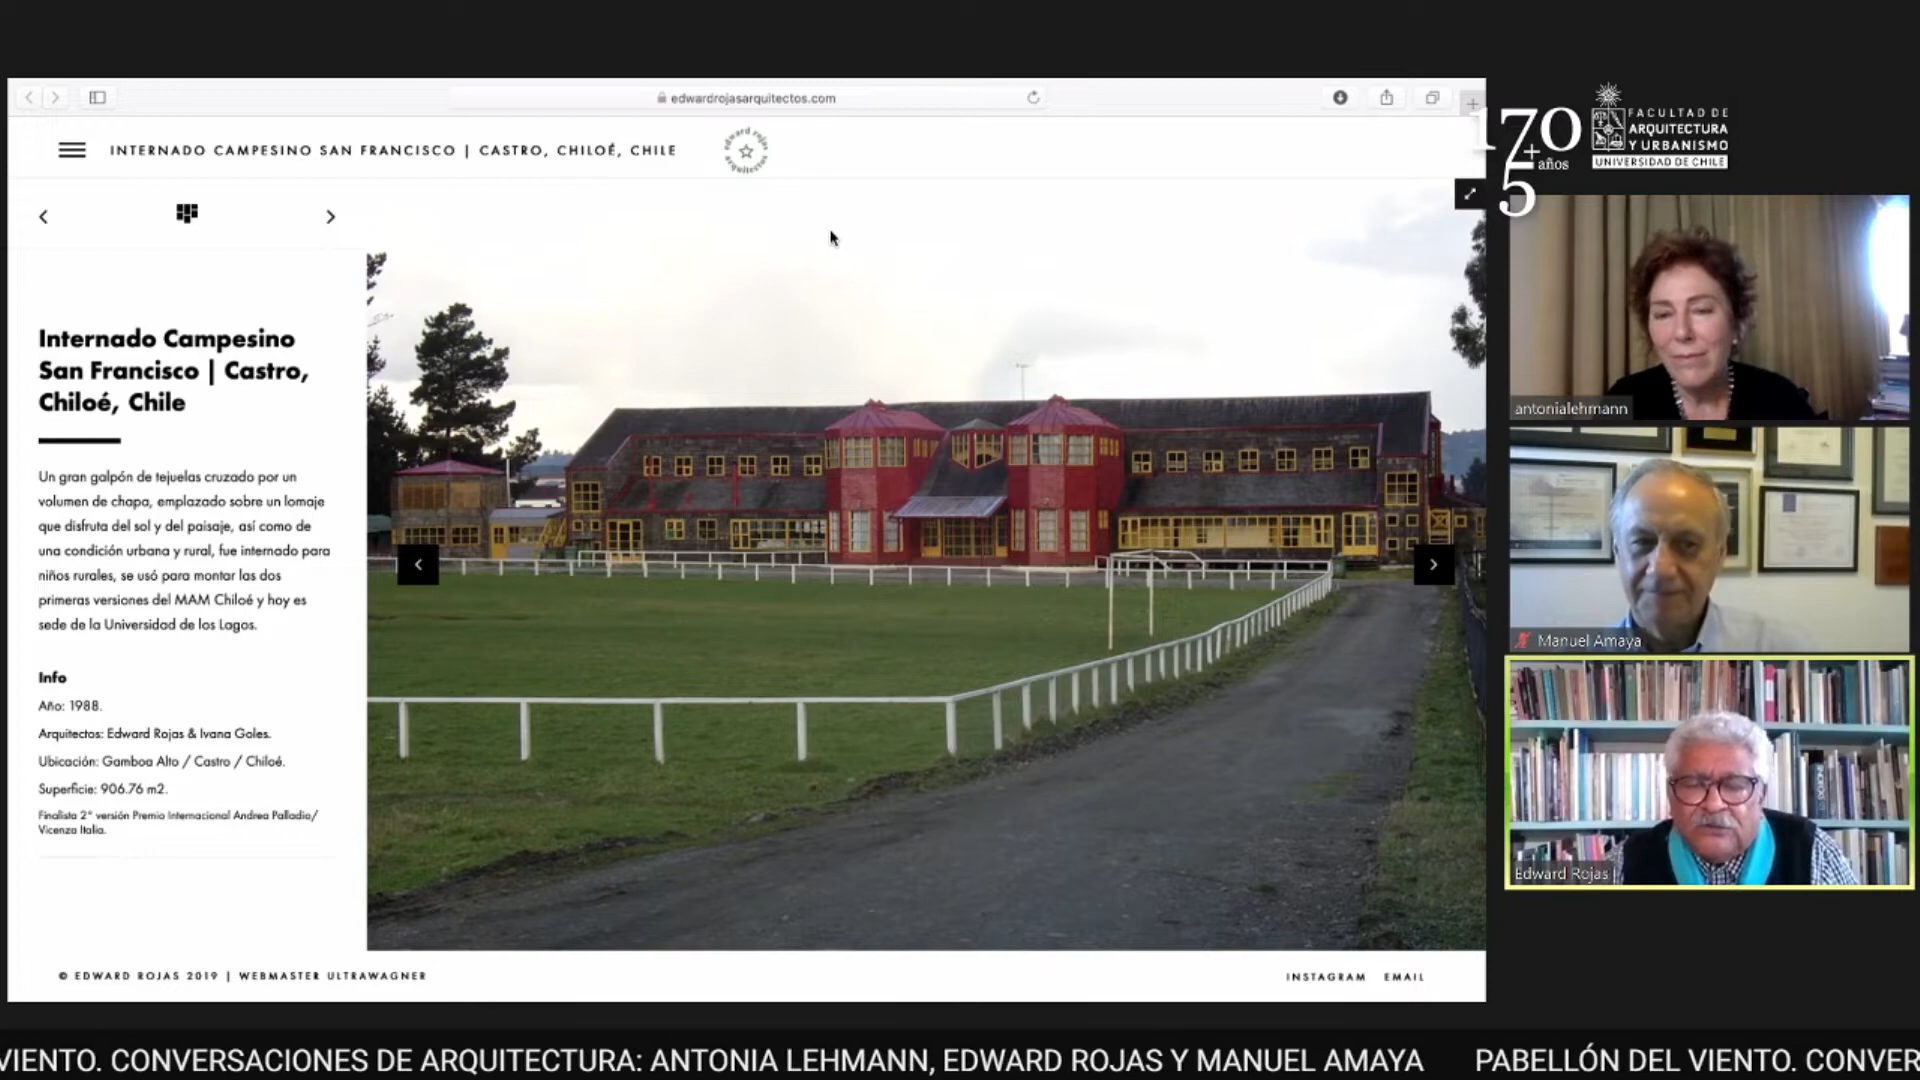 edwardrojasarquitectos.com
INTERNADO CAMPESINO SAN FRANCISCO | CASTRO, CHILOÉ, CHILE
edward rojas arquitectos
170
+5
años
FACULTAD DE
ARQUITECTURA
Y URBANISMO
UNIVERSIDAD DE CHILE
Internado Campesino
San Francisco | Castro,
Chiloé, Chile
Un gran galpón de tejuelas cruzado por un
volumen de chapa, emplazado sobre un lomaje
que disfruta del sol y del paisaje, así como de
una condición urbana y rural, fue internado para
niños rurales, se usó para montar las dos
primeras versiones del MAM Chiloé y hoy es
sede de la Universidad de los Lagos.
Info
Año: 1988.
Arquitectos: Edward Rojas & Ivana Goles.
Ubicación: Gamboa Alto / Castro / Chiloé.
Superficie: 906.76 m2.
Finalista 2° versión Premio Internacional Andrea Palladio/
Vicenza Italia.
© EDWARD ROJAS 2019 | WEBMASTER ULTRAWAGNER
INSTAGRAM EMAIL
antonialehmann
Manuel Amaya
Edward Rojas
VIENTO. CONVERSACIONES DE ARQUITECTURA: ANTONIA LEHMANN, EDWARD ROJAS Y MANUEL AMAYA PABELLÓN DEL VIENTO. CONVER